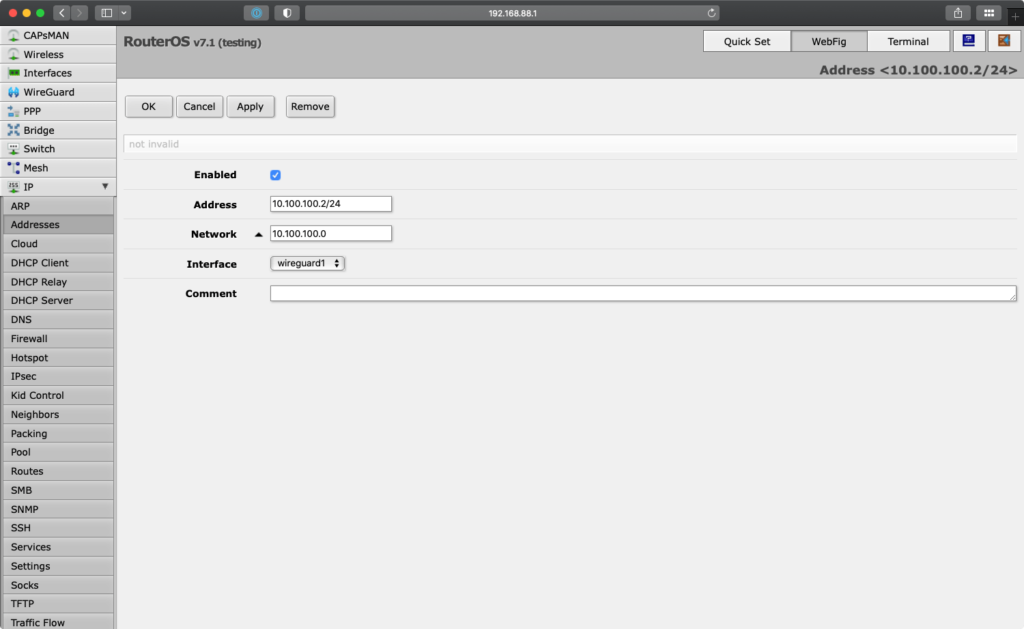 192.168.88.1
CAPsMAN
Wireless
Interfaces
WireGuard
PPP
Bridge
Switch
Mesh
IP
ARP
Addresses
Cloud
DHCP Client
DHCP Relay
DHCP Server
DNS
Firewall
Hotspot
IPsec
Kid Control
Neighbors
Packing
Pool
Routes
SMB
SNMP
SSH
Services
Settings
Socks
TFTP
Traffic Flow
RouterOS v7.1 (testing)
Quick Set WebFig Terminal
Address <10.100.100.2/24>
OK Cancel Apply Remove
not invalid
Enabled
Address 10.100.100.2/24
Network 10.100.100.0
Interface wireguard1
Comment